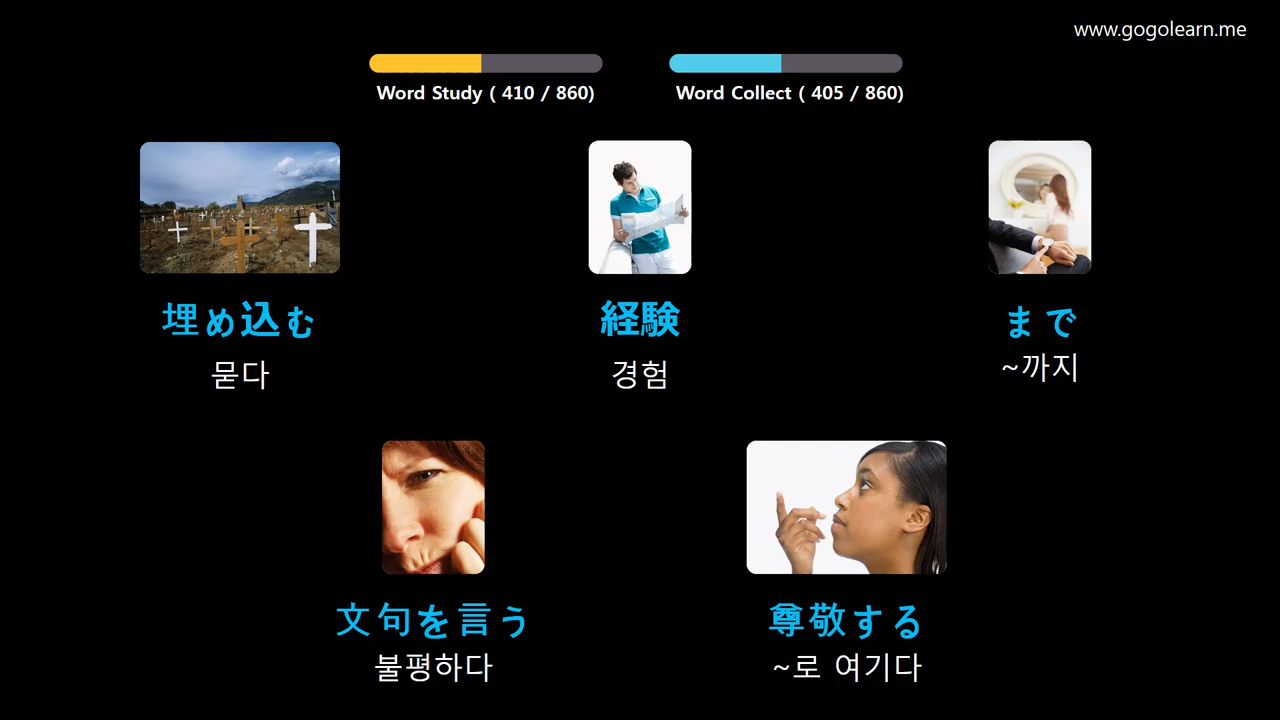 www.gogolearn.me
Word Study ( 410 / 860)
Word Collect ( 405 / 860)
埋め込む
묻다
経験
경험
まで
~까지
文句を言う
불평하다
尊敬する
~로 여기다